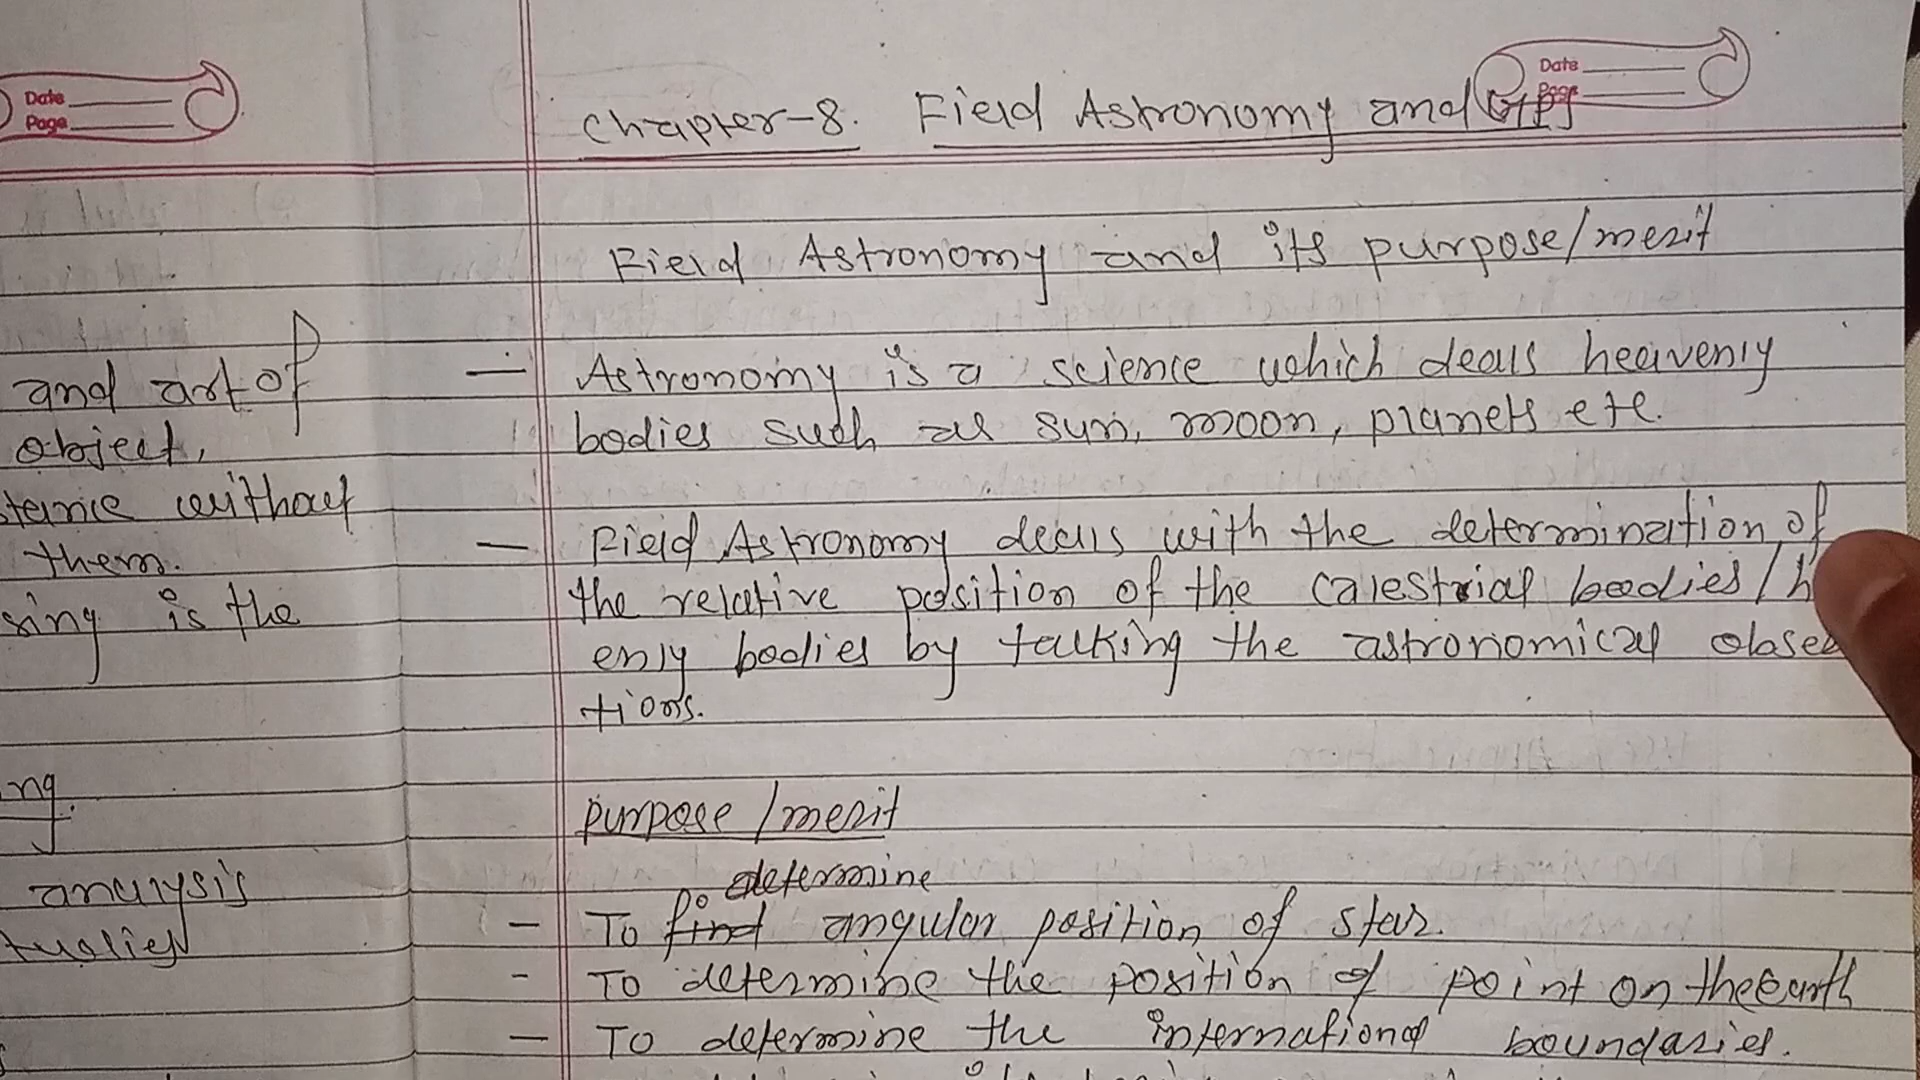 Date
Page
Date
Page
Chapter-8. Field Astronomy and GPS
Field Astronomy and its purpose/merit
and art of
object,
without
them.
is the
analysis
— Astronomy is a science which deals heavenly
bodies such as sun, moon, planets etc.
— Field Astronomy deals with the determination of
the relative position of the calestrial bodies/h
enly bodies by talking the astronomical obser
tions.
purpose/merit
determine
— To find angular position of star.
- To determine the position of point on the Earth
— To determine the international boundaries.